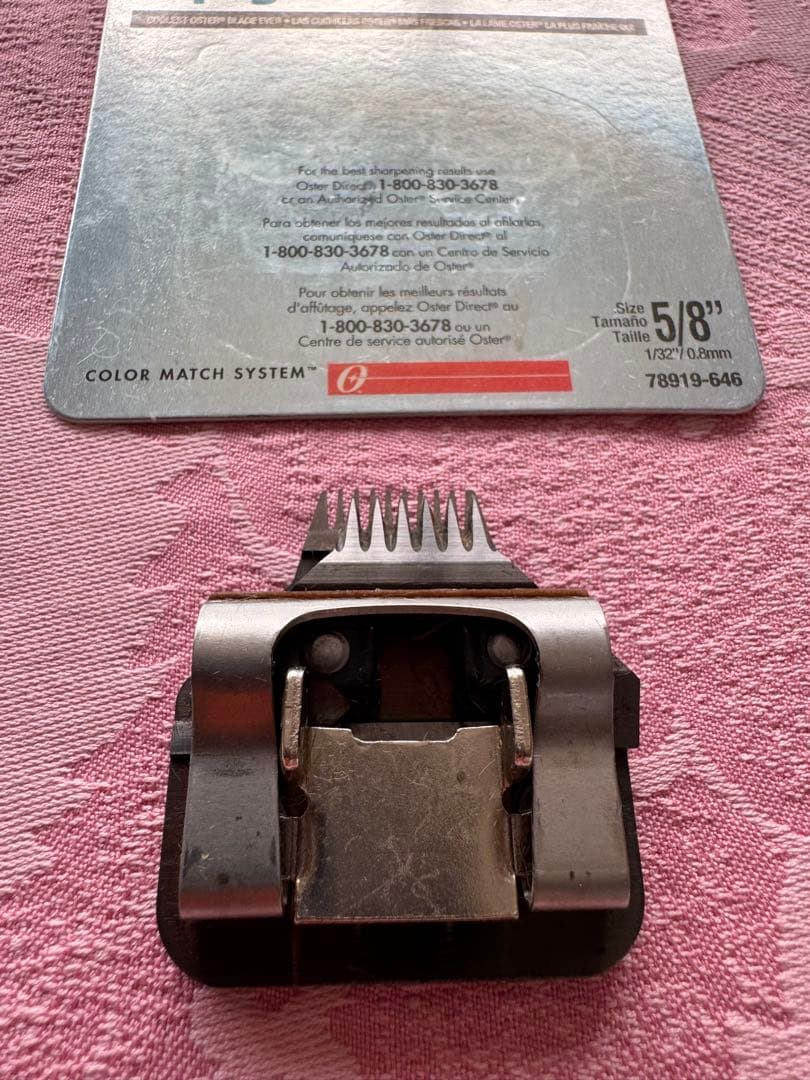 COOLEST OSTER® BLADE EVER • LAS CUCHILLAS OSTER® MAS FRESCAS • LA LAME OSTER® LA PLUS FRAÎCHE
For the best sharpening results use
Oster Direct® 1-800-830-3678
or an Authorized Oster® Service Center.
Para obtener los mejores resultados al afilarlas,
comuníquese con Oster Direct® al
1-800-830-3678 con un Centro de Servicio
Autorizado de Oster®
Pour obtenir les meilleurs résultats
d'affûtage, appelez Oster Direct® au
1-800-830-3678 ou un
Centre de service autorisé Oster®
Size
Tamaño
Taille
5/8”
1/32"/ 0.8mm
COLOR MATCH SYSTEM™
78919-646